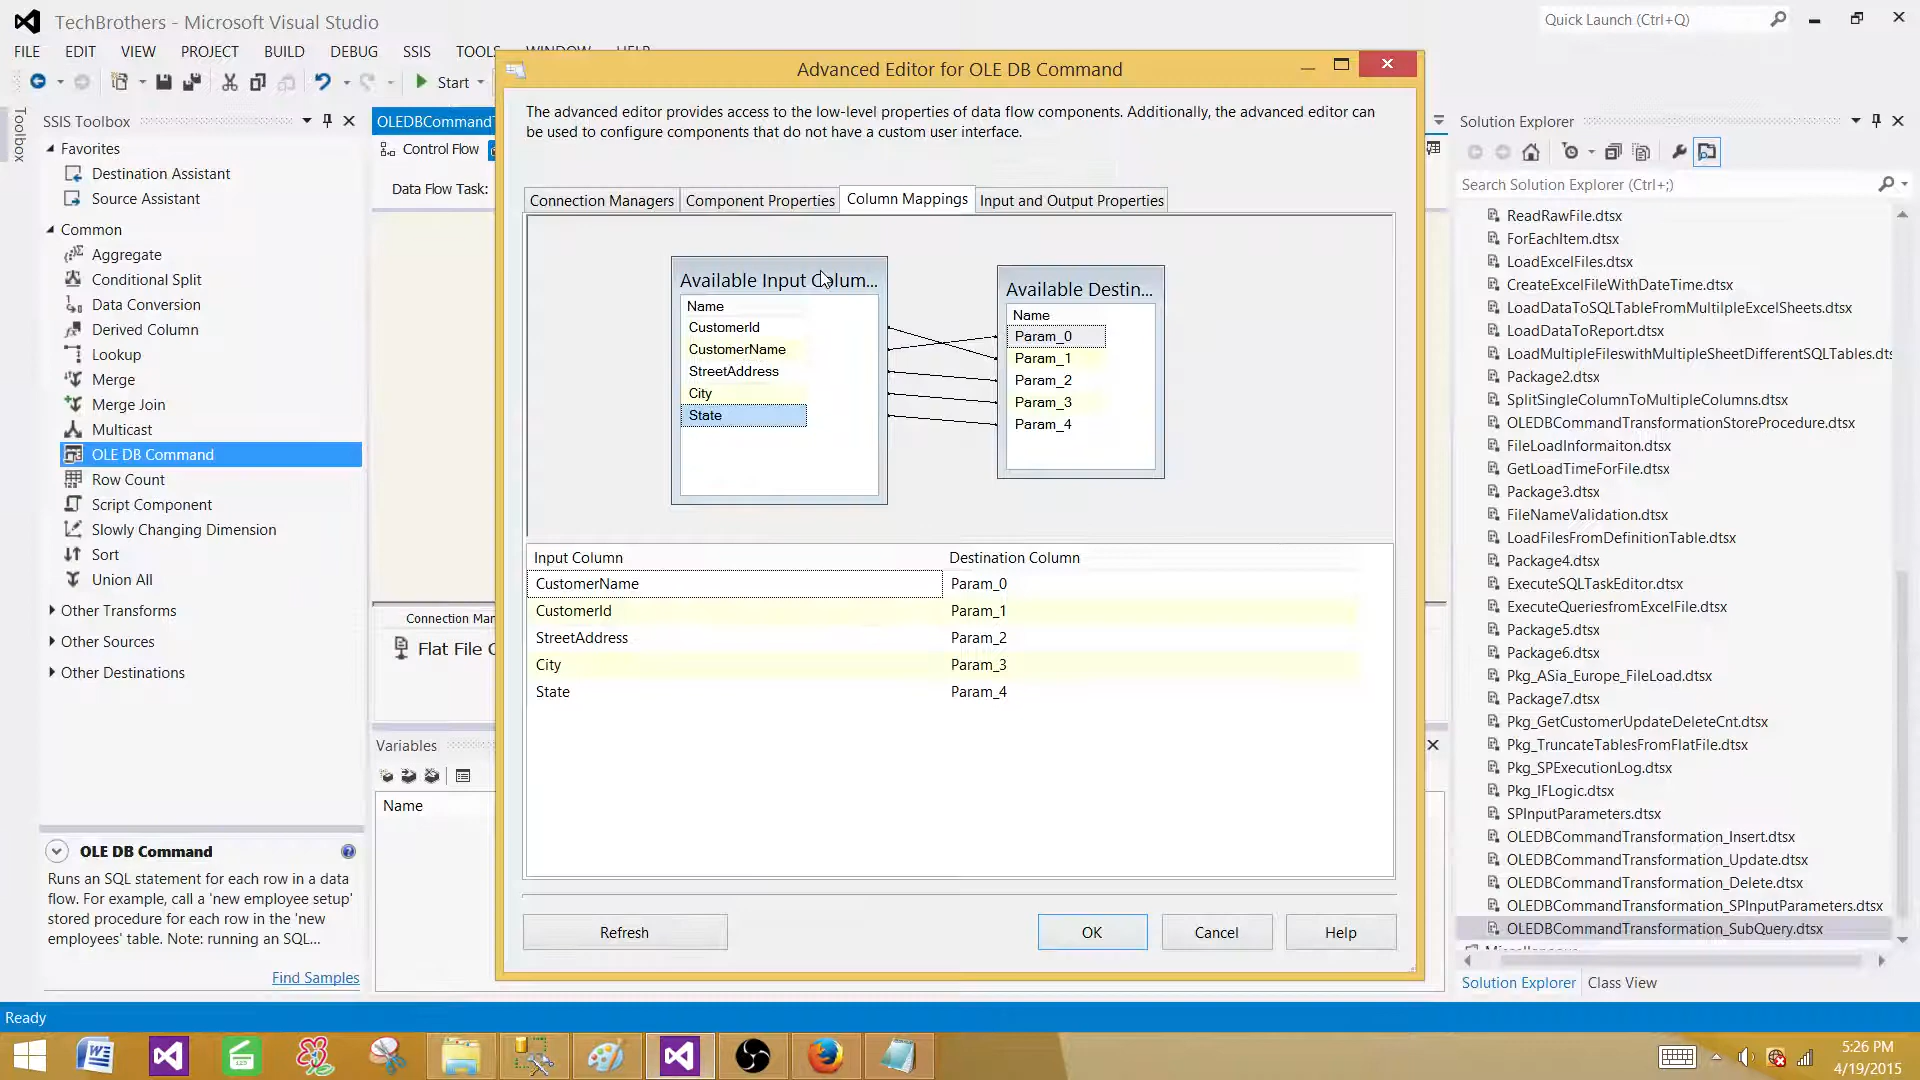 TechBrothers - Microsoft Visual Studio
Quick Launch (Ctrl+Q)
FILE EDIT VIEW PROJECT BUILD DEBUG SSIS TOOLS WINDOW HELP
Start
Toolbox
SSIS Toolbox
Favorites
Destination Assistant
Source Assistant
Common
Aggregate
Conditional Split
Data Conversion
Derived Column
Lookup
Merge
Merge Join
Multicast
OLE DB Command
Row Count
Script Component
Slowly Changing Dimension
Sort
Union All
Other Transforms
Other Sources
Other Destinations
OLE DB Command
Runs an SQL statement for each row in a data
flow. For example, call a 'new employee setup'
stored procedure for each row in the 'new
employees' table. Note: running an SQL...
Find Samples
OLEDBCommandT
Control Flow
Data Flow Task:
Connection Mar
Flat File C
Variables
Name
Advanced Editor for OLE DB Command
The advanced editor provides access to the low-level properties of data flow components. Additionally, the advanced editor can
be used to configure components that do not have a custom user interface.
Connection Managers Component Properties Column Mappings Input and Output Properties
Available Input Colum...
Name
CustomerId
CustomerName
StreetAddress
City
State
Available Destin...
Name
Param_0
Param_1
Param_2
Param_3
Param_4
Input Column Destination Column
CustomerName Param_0
CustomerId Param_1
StreetAddress Param_2
City Param_3
State Param_4
Refresh OK Cancel Help
Solution Explorer
Search Solution Explorer (Ctrl+;)
ReadRawFile.dtsx
ForEachItem.dtsx
LoadExcelFiles.dtsx
CreateExcelFileWithDateTime.dtsx
LoadDataToSQLTableFromMultilpleExcelSheets.dtsx
LoadDataToReport.dtsx
LoadMultipleFileswithMultipleSheetDifferentSQLTables.dts
Package2.dtsx
SplitSingleColumnToMultipleColumns.dtsx
OLEDBCommandTransformationStoreProcedure.dtsx
FileLoadInformaiton.dtsx
GetLoadTimeForFile.dtsx
Package3.dtsx
FileNameValidation.dtsx
LoadFilesFromDefinitionTable.dtsx
Package4.dtsx
ExecuteSQLTaskEditor.dtsx
ExecuteQueriesfromExcelFile.dtsx
Package5.dtsx
Package6.dtsx
Pkg_ASia_Europe_FileLoad.dtsx
Package7.dtsx
Pkg_GetCustomerUpdateDeleteCnt.dtsx
Pkg_TruncateTablesFromFlatFile.dtsx
Pkg_SPExecutionLog.dtsx
Pkg_IFLogic.dtsx
SPInputParameters.dtsx
OLEDBCommandTransformation_Insert.dtsx
OLEDBCommandTransformation_Update.dtsx
OLEDBCommandTransformation_Delete.dtsx
OLEDBCommandTransformation_SPInputParameters.dtsx
OLEDBCommandTransformation_SubQuery.dtsx
Solution Explorer Class View
Ready
5:26 PM
4/19/2015